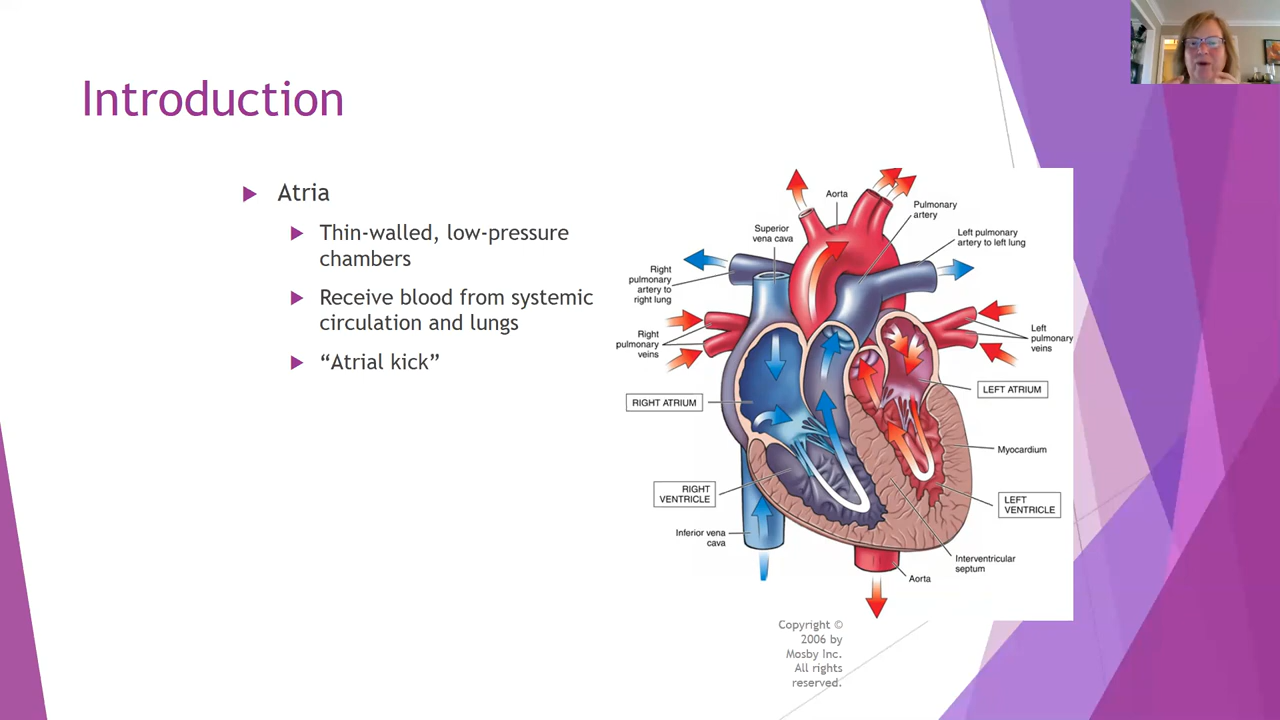 Introduction
Atria
Thin-walled, low-pressure
chambers
Receive blood from systemic
circulation and lungs
“Atrial kick”
Aorta
Pulmonary
artery
Superior
vena cava
Left pulmonary
artery to left lung
Right
pulmonary
artery to
right lung
Right
pulmonary
veins
Left
pulmonary
veins
LEFT ATRIUM
RIGHT ATRIUM
Myocardium
RIGHT
VENTRICLE
LEFT
VENTRICLE
Inferior vena
cava
Interventricular
septum
Aorta
Copyright ©
2006 by
Mosby Inc.
All rights
reserved.